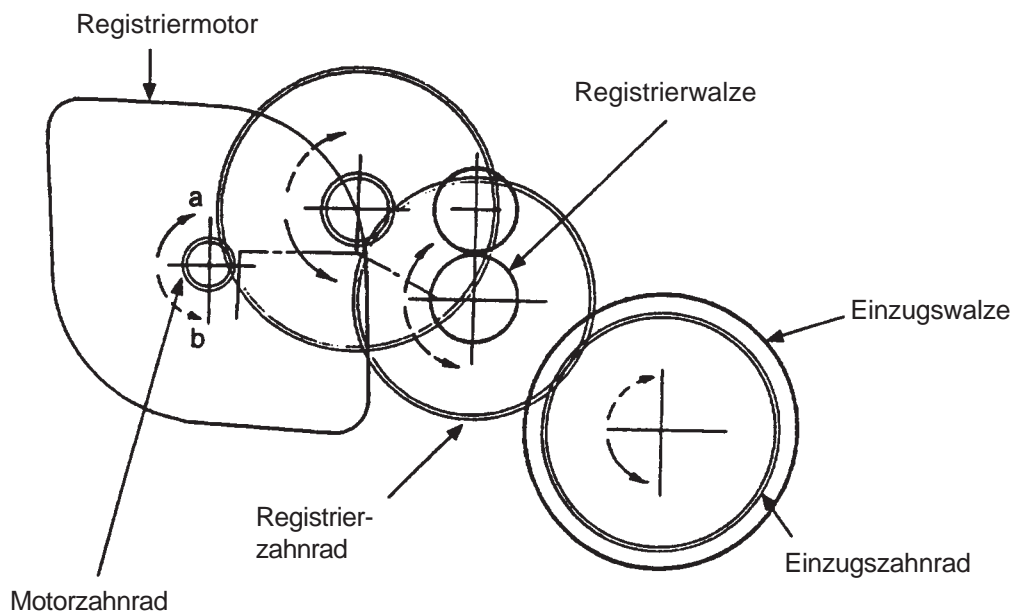 Registriermotor
Registrierwalze
a
b
Einzugswalze
Registrier-
zahnrad
Einzugszahnrad
Motorzahnrad